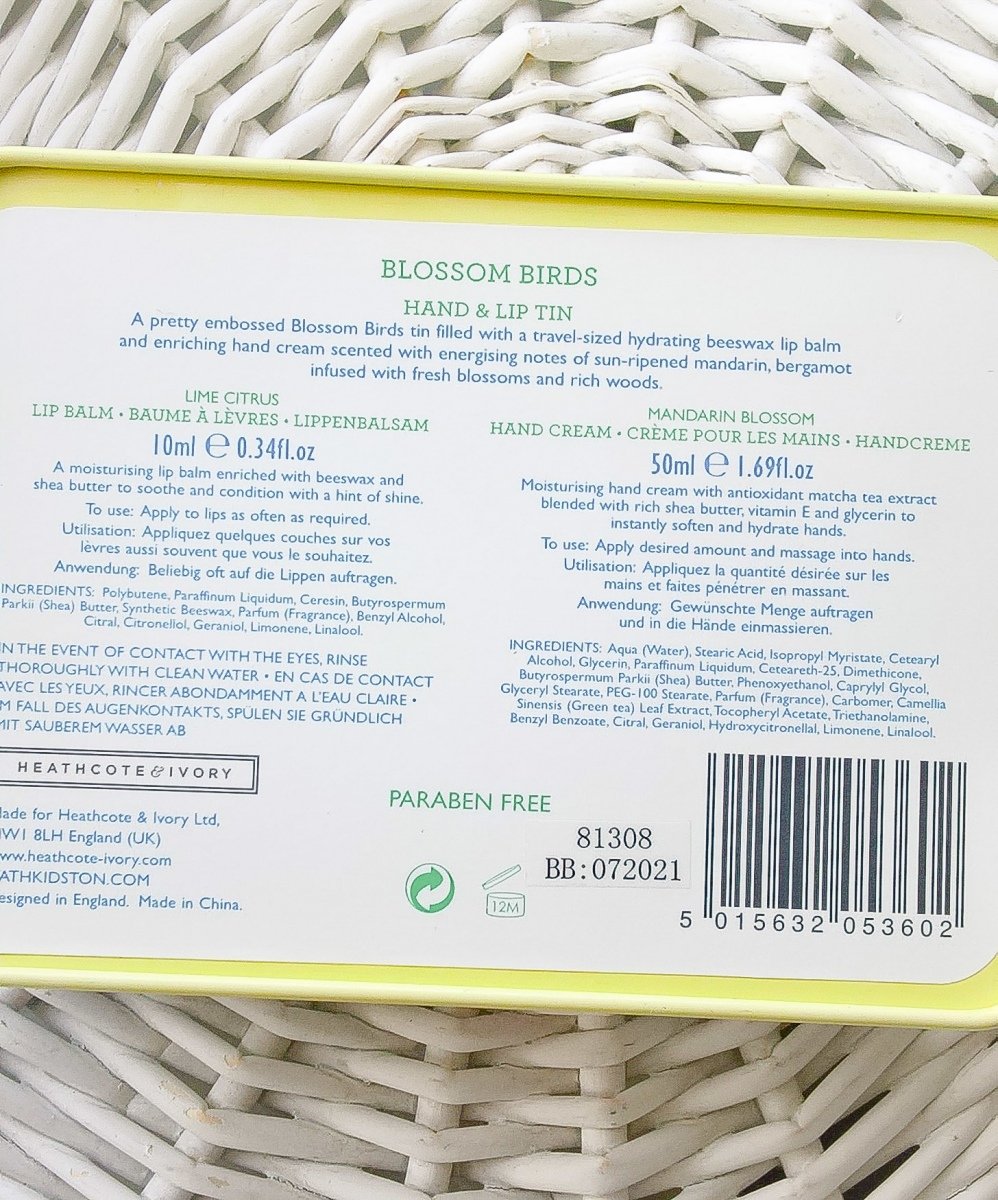 BLOSSOM BIRDS
HAND & LIP TIN
A pretty embossed Blossom Birds tin filled with a travel-sized hydrating beeswax lip balm
and enriching hand cream scented with energising notes of sun-ripened mandarin, bergamot
infused with fresh blossoms and rich woods.
LIME CITRUS
LIP BALM • BAUME À LÈVRES • LIPPENBALSAM
10ml ℮ 0.34fl.oz
A moisturising lip balm enriched with beeswax and
shea butter to soothe and condition with a hint of shine.
To use: Apply to lips as often as required.
Utilisation: Appliquez quelques couches sur vos
lèvres aussi souvent que vous le souhaitez.
Anwendung: Beliebig oft auf die Lippen auftragen.
INGREDIENTS: Polybutene, Paraffinum Liquidum, Ceresin, Butyrospermum
Parkii (Shea) Butter, Synthetic Beeswax, Parfum (Fragrance), Benzyl Alcohol,
Citral, Citronellol, Geraniol, Limonene, Linalool.
IN THE EVENT OF CONTACT WITH THE EYES, RINSE
THOROUGHLY WITH CLEAN WATER • EN CAS DE CONTACT
AVEC LES YEUX, RINCER ABONDAMMENT A L'EAU CLAIRE •
IM FALL DES AUGENKONTAKTS, SPÜLEN SIE GRÜNDLICH
MIT SAUBEREM WASSER AB
HEATHCOTE & IVORY
ade for Heathcote & Ivory Ltd,
W1 8LH England (UK)
ww.heathcote-ivory.com
ATHKIDSTON.COM
esigned in England. Made in China.
MANDARIN BLOSSOM
HAND CREAM • CRÈME POUR LES MAINS • HANDCREME
50ml ℮ 1.69fl.oz
Moisturising hand cream with antioxidant matcha tea extract
blended with rich shea butter, vitamin E and glycerin to
instantly soften and hydrate hands.
To use: Apply desired amount and massage into hands.
Utilisation: Appliquez la quantité désirée sur les
mains et faites pénétrer en massant.
Anwendung: Gewünschte Menge auftragen
und in die Hände einmassieren.
INGREDIENTS: Aqua (Water), Stearic Acid, Isopropyl Myristate, Cetearyl
Alcohol, Glycerin, Paraffinum Liquidum, Ceteareth-25, Dimethicone,
Butyrospermum Parkii (Shea) Butter, Phenoxyethanol, Caprylyl Glycol,
Glyceryl Stearate, PEG-100 Stearate, Parfum (Fragrance), Carbomer, Camellia
Sinensis (Green tea) Leaf Extract, Tocopheryl Acetate, Triethanolamine,
Benzyl Benzoate, Citral, Geraniol, Hydroxycitronellal, Limonene, Linalool.
PARABEN FREE
12M
81308
BB:072021
5 015632 053602